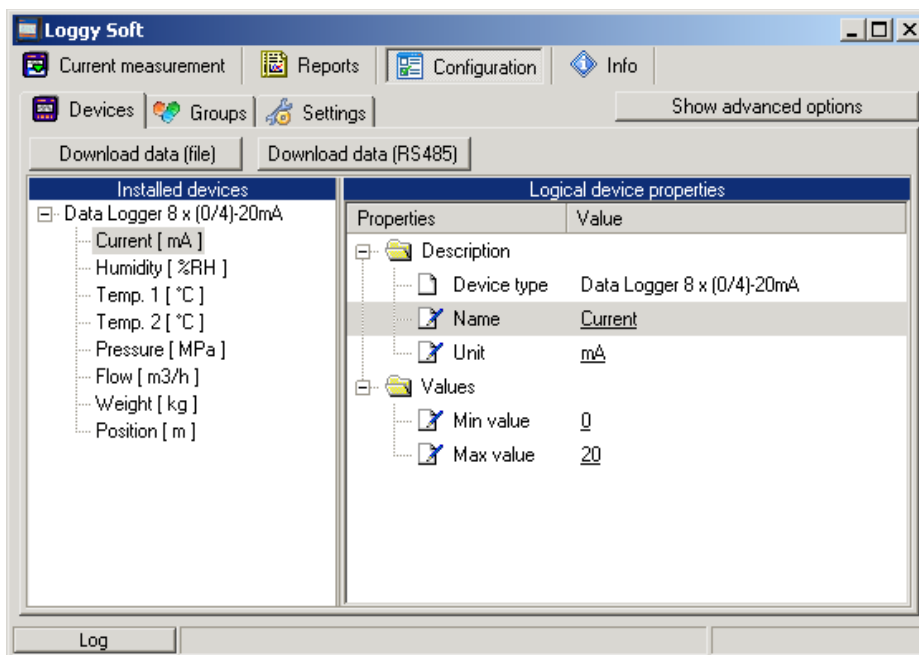 Loggy Soft
Current measurement Reports Configuration Info
Devices Groups Settings Show advanced options
Download data (file) Download data (RS485)
Installed devices
Data Logger 8 x (0/4)-20mA
Current [ mA ]
Humidity [ %RH ]
Temp. 1 [ °C ]
Temp. 2 [ °C ]
Pressure [ MPa ]
Flow [ m3/h ]
Weight [ kg ]
Position [ m ]
Logical device properties
Properties Value
Description
Device type Data Logger 8 x (0/4)-20mA
Name Current
Unit mA
Values
Min value 0
Max value 20
Log